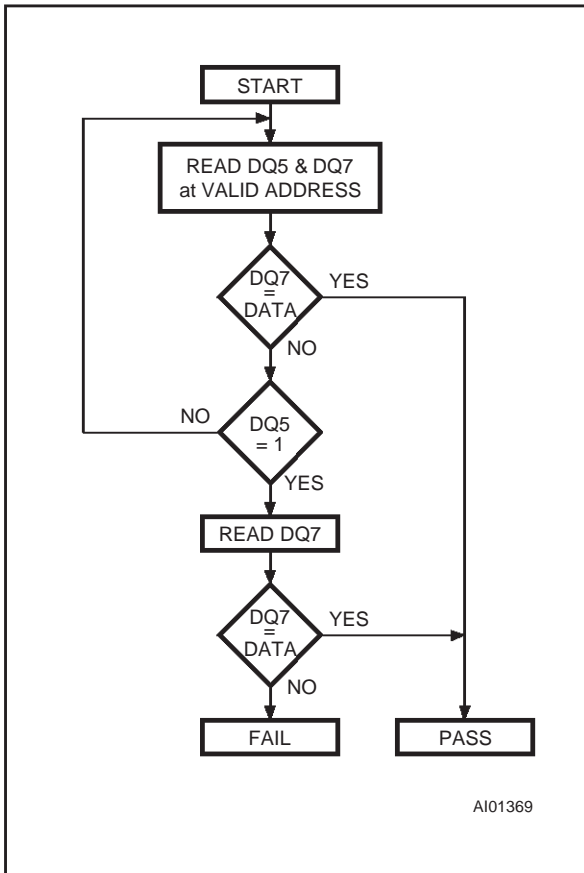 START
READ DQ5 & DQ7
at VALID ADDRESS
DQ7
=
DATA
YES
NO
DQ5
= 1
NO
YES
READ DQ7
DQ7
=
DATA
YES
NO
FAIL
PASS
AI01369